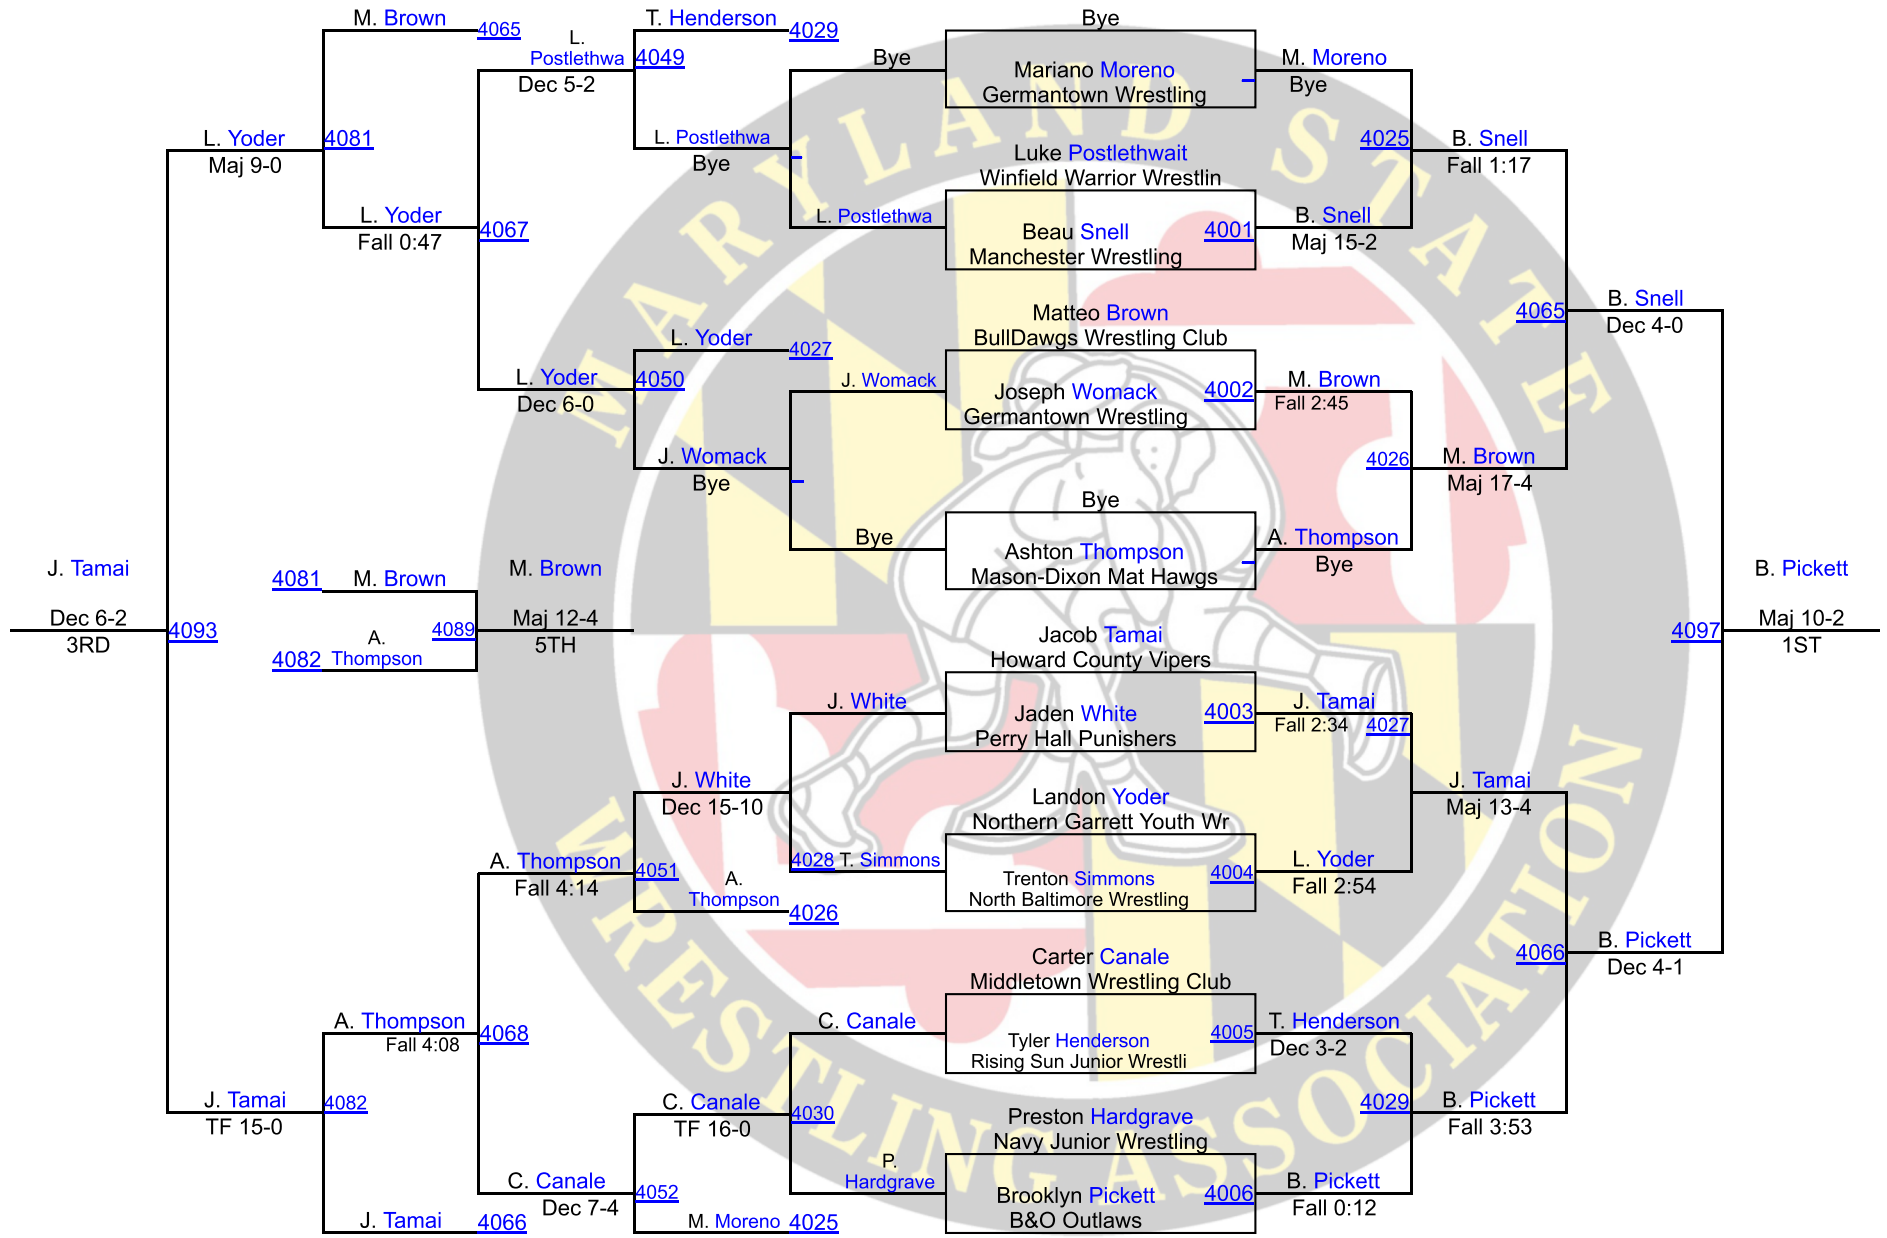 M. Brown
4065
L.
Postlethwa
Dec 5-2
T. Henderson
4029
4049
Bye
Bye
Mariano Moreno
Germantown Wrestling
M. Moreno
Bye
L. Yoder
Maj 9-0
4081
L. Postlethwa
Bye
Luke Postlethwait
Winfield Warrior Wrestlin
4025
B. Snell
Fall 1:17
L. Yoder
Fall 0:47
4067
L. Postlethwa
Beau Snell
Manchester Wrestling
4001
B. Snell
Maj 15-2
Matteo Brown
BullDawgs Wrestling Club
4065
B. Snell
Dec 4-0
L. Yoder
4027
L. Yoder
Dec 6-0
4050
J. Womack
Joseph Womack
Germantown Wrestling
4002
M. Brown
Fall 2:45
J. Womack
Bye
4026
M. Brown
Maj 17-4
Bye
Bye
Ashton Thompson
Mason-Dixon Mat Hawgs
A. Thompson
Bye
J. Tamai
Dec 6-2
3RD
4093
4081
M. Brown
4082
A.
Thompson
4089
M. Brown
Maj 12-4
5TH
4097
B. Pickett
Maj 10-2
1ST
Jacob Tamai
Howard County Vipers
J. White
Jaden White
Perry Hall Punishers
4003
J. Tamai
Fall 2:34
4027
J. White
Dec 15-10
Landon Yoder
Northern Garrett Youth Wr
J. Tamai
Maj 13-4
A. Thompson
Fall 4:14
4051
4028
T. Simmons
Trenton Simmons
North Baltimore Wrestling
4004
L. Yoder
Fall 2:54
A.
Thompson
4026
Carter Canale
Middletown Wrestling Club
4066
B. Pickett
Dec 4-1
A. Thompson
Fall 4:08
4068
C. Canale
Tyler Henderson
Rising Sun Junior Wrestli
4005
T. Henderson
Dec 3-2
J. Tamai
TF 15-0
4082
C. Canale
TF 16-0
4030
Preston Hardgrave
Navy Junior Wrestling
4029
B. Pickett
Fall 3:53
C. Canale
Dec 7-4
4052
P.
Hardgrave
Brooklyn Pickett
B&O Outlaws
4006
B. Pickett
Fall 0:12
J. Tamai
4066
M. Moreno
4025
MARYLAND STATE
WRESTLING ASSOCIATION